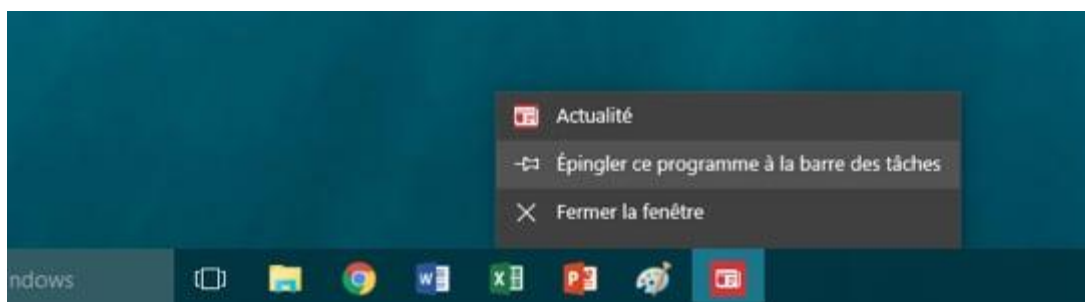 Actualité
Épingler ce programme à la barre des tâches
Fermer la fenêtre
ndows